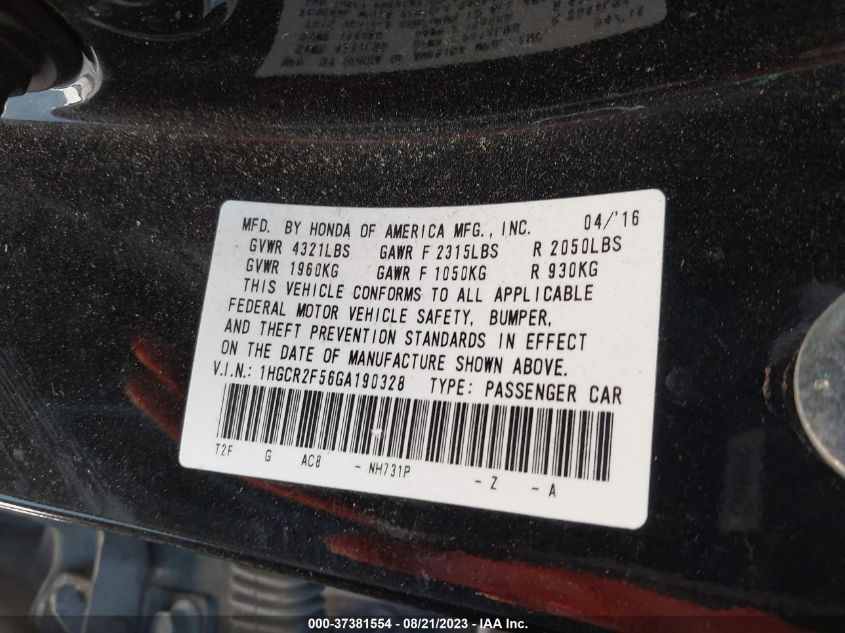 MFD. BY HONDA OF AMERICA MFG., INC. 04/'16
GVWR 4321LBS GAWR F 2315LBS R 2050LBS
GVWR 1960KG GAWR F 1050KG R 930KG
THIS VEHICLE CONFORMS TO ALL APPLICABLE
FEDERAL MOTOR VEHICLE SAFETY, BUMPER,
AND THEFT PREVENTION STANDARDS IN EFFECT
ON THE DATE OF MANUFACTURE SHOWN ABOVE.
V.I.N.: 1HGCR2F56GA190328 TYPE: PASSENGER CAR
T2F G AC8 - NH731P - Z - A
000-37381554 - 08/21/2023 - IAA Inc.